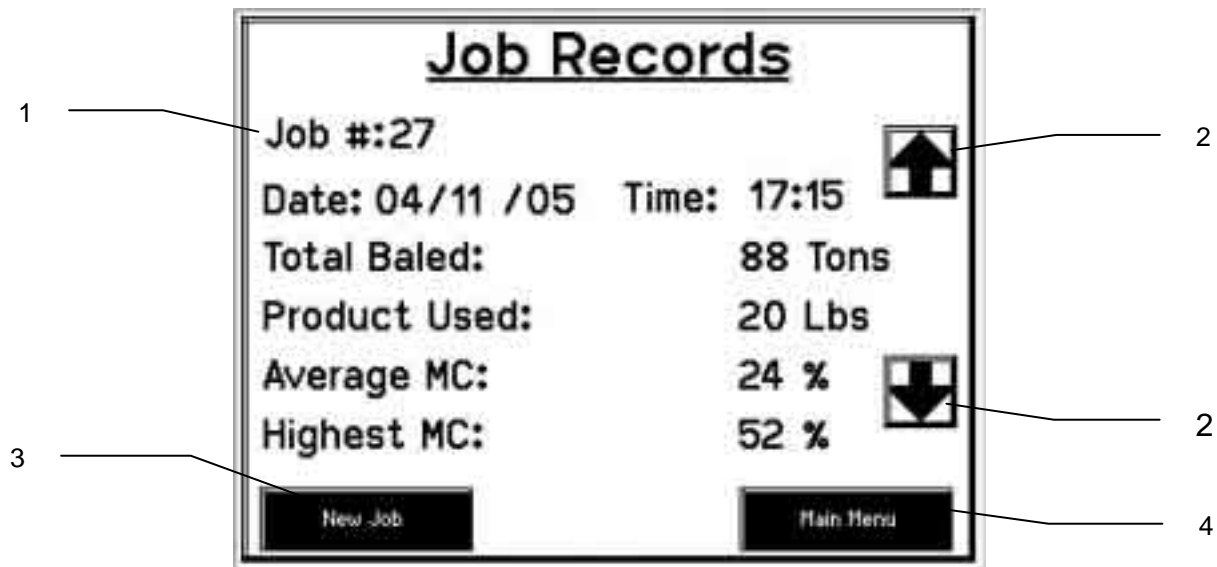 Job Records
1
Job #:27
2
Date: 04/11 /05 Time: 17:15
Total Baled: 88 Tons
Product Used: 20 Lbs
Average MC: 24 %
2
Highest MC: 52 %
3
New Job
Main Menu
4